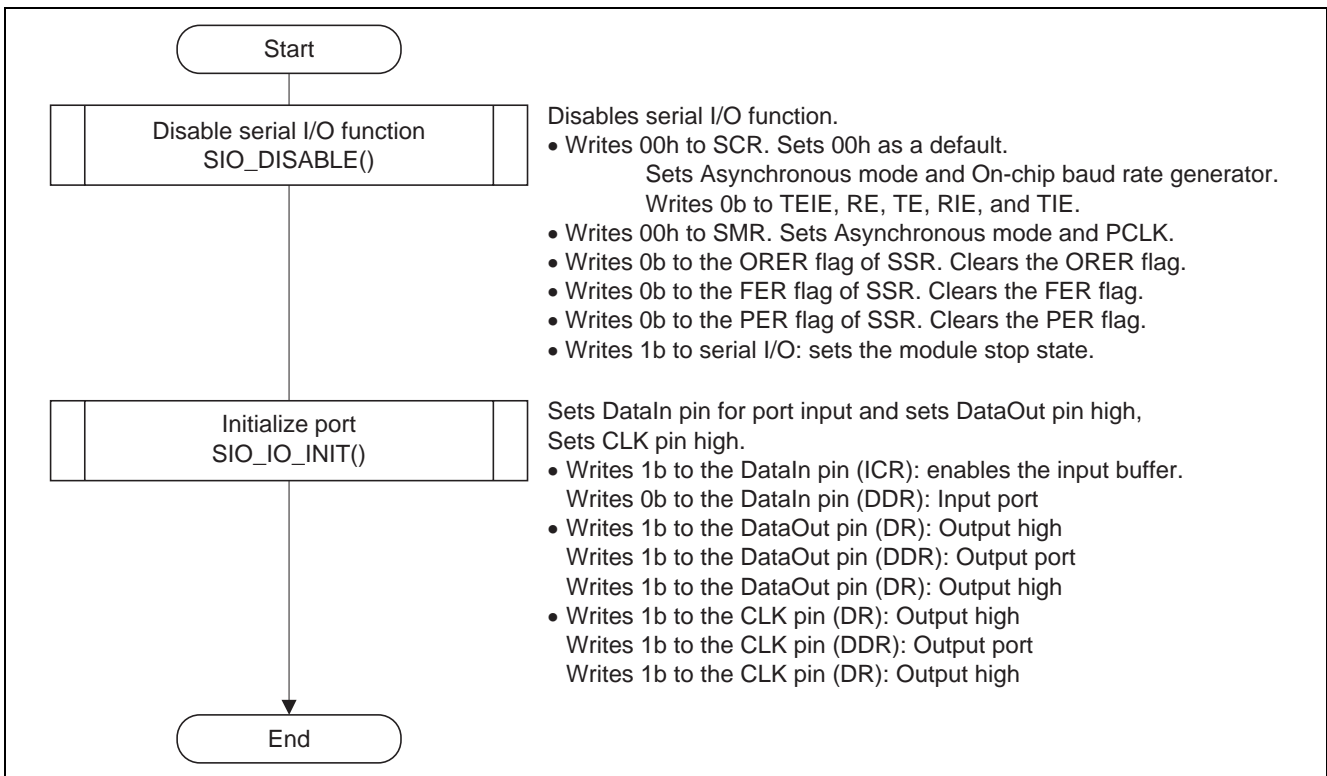 Start
Disable serial I/O function
SIO_DISABLE()
Disables serial I/O function.
• Writes 00h to SCR. Sets 00h as a default.
Sets Asynchronous mode and On-chip baud rate generator.
Writes 0b to TEIE, RE, TE, RIE, and TIE.
• Writes 00h to SMR. Sets Asynchronous mode and PCLK.
• Writes 0b to the ORER flag of SSR. Clears the ORER flag.
• Writes 0b to the FER flag of SSR. Clears the FER flag.
• Writes 0b to the PER flag of SSR. Clears the PER flag.
• Writes 1b to serial I/O: sets the module stop state.
Initialize port
SIO_IO_INIT()
Sets DataIn pin for port input and sets DataOut pin high,
Sets CLK pin high.
• Writes 1b to the DataIn pin (ICR): enables the input buffer.
Writes 0b to the DataIn pin (DDR): Input port
• Writes 1b to the DataOut pin (DR): Output high
Writes 1b to the DataOut pin (DDR): Output port
Writes 1b to the DataOut pin (DR): Output high
• Writes 1b to the CLK pin (DR): Output high
Writes 1b to the CLK pin (DDR): Output port
Writes 1b to the CLK pin (DR): Output high
End